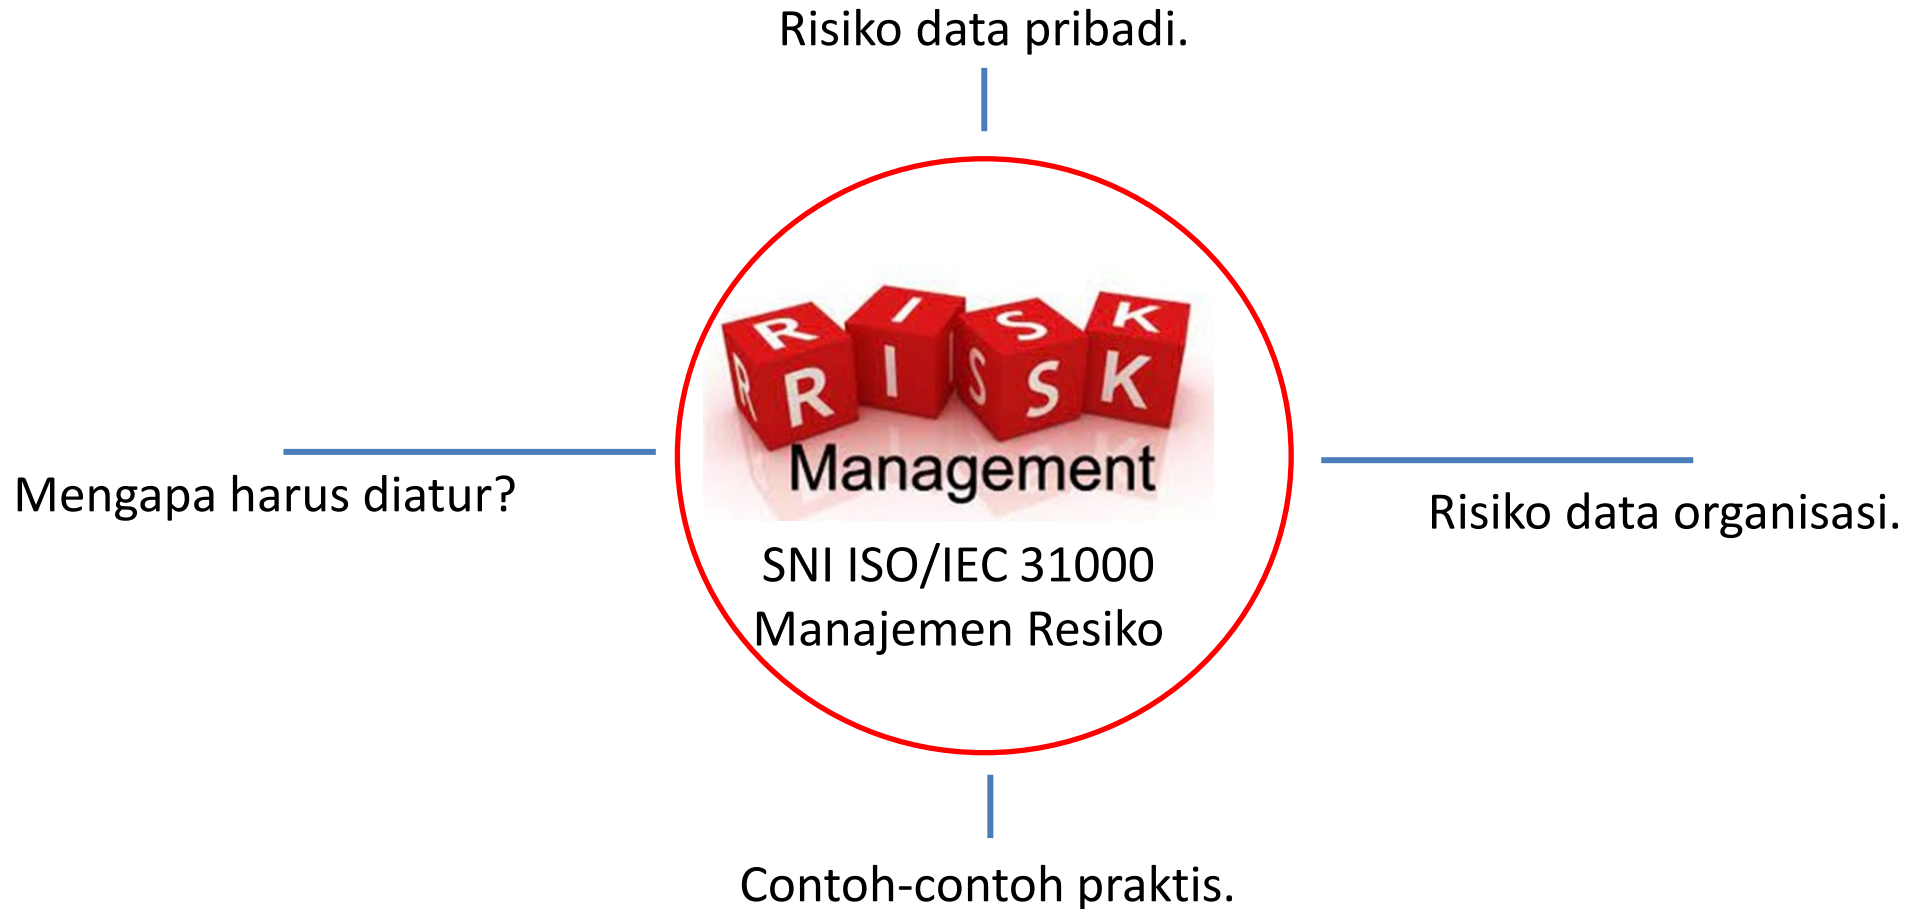 Risiko data pribadi.
R I S K
R R I I S S K
Management
Mengapa harus diatur?
Risiko data organisasi.
SNI ISO/IEC 31000
Manajemen Resiko
Contoh-contoh praktis.